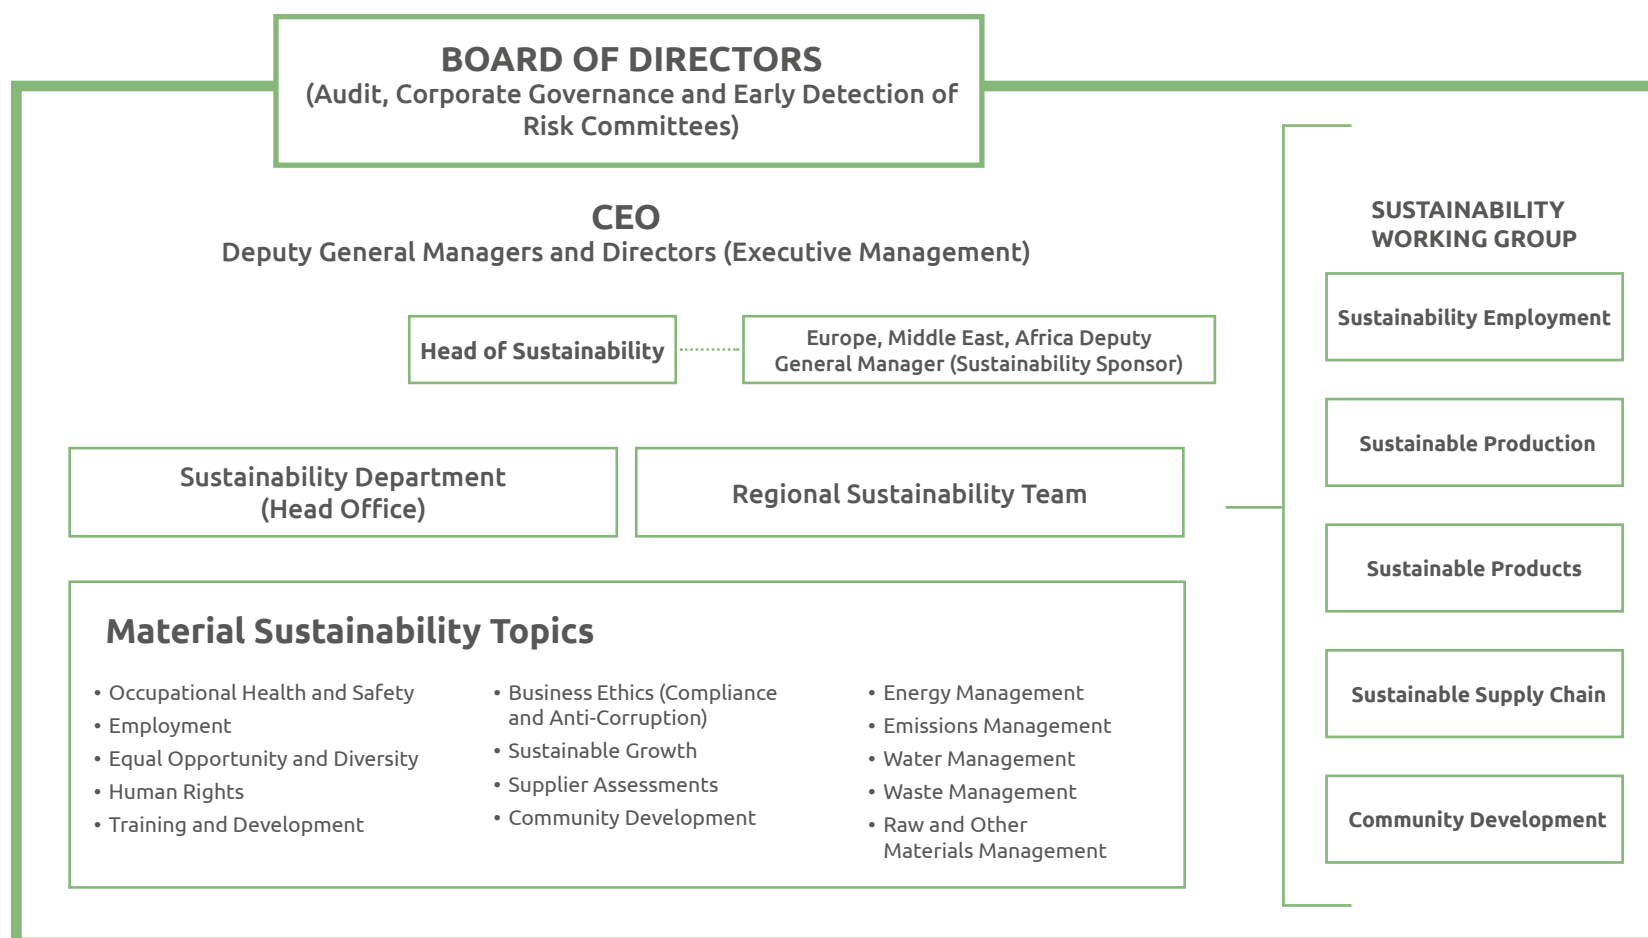 BOARD OF DIRECTORS
(Audit, Corporate Governance and Early Detection of
Risk Committees)
CEO
Deputy General Managers and Directors (Executive Management)
Head of Sustainability
Europe, Middle East, Africa Deputy
General Manager (Sustainability Sponsor)
Sustainability Department
(Head Office)
Regional Sustainability Team
Material Sustainability Topics
• Occupational Health and Safety
• Employment
• Equal Opportunity and Diversity
• Human Rights
• Training and Development
• Business Ethics (Compliance
and Anti-Corruption)
• Sustainable Growth
• Supplier Assessments
• Community Development
• Energy Management
• Emissions Management
• Water Management
• Waste Management
• Raw and Other
Materials Management
SUSTAINABILITY
WORKING GROUP
Sustainability Employment
Sustainable Production
Sustainable Products
Sustainable Supply Chain
Community Development